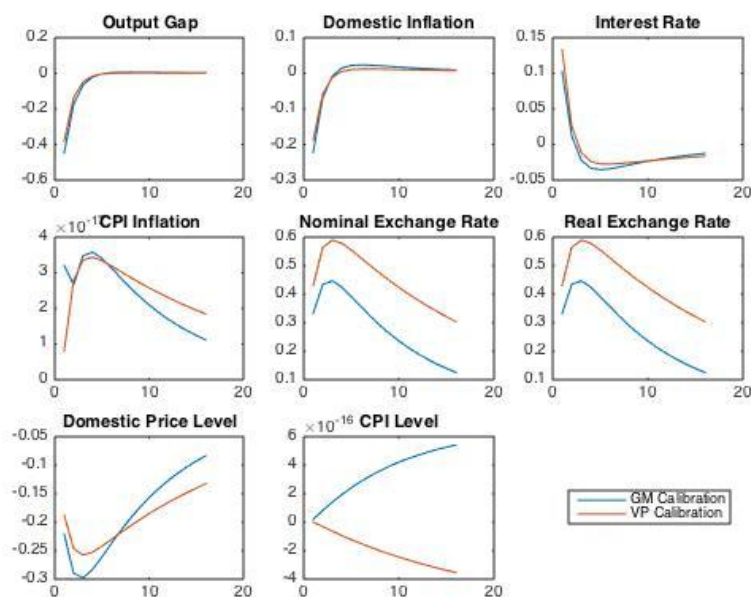 Output Gap
0.2
0
-0.2
-0.4
-0.6
0 10 20
Domestic Inflation
0.1
0
-0.1
-0.2
-0.3
0 10 20
Interest Rate
0.15
0.1
0.05
0
-0.05
0 10 20
×10⁻¹⁷ CPI Inflation
4
3
2
1
0
0 10 20
Nominal Exchange Rate
0.6
0.5
0.4
0.3
0.2
0.1
0 10 20
Real Exchange Rate
0.6
0.5
0.4
0.3
0.2
0.1
0 10 20
Domestic Price Level
-0.05
-0.1
-0.15
-0.2
-0.25
-0.3
0 10 20
×10⁻¹⁶ CPI Level
6
4
2
0
-2
-4
0 10 20
GM Calibration
VP Calibration